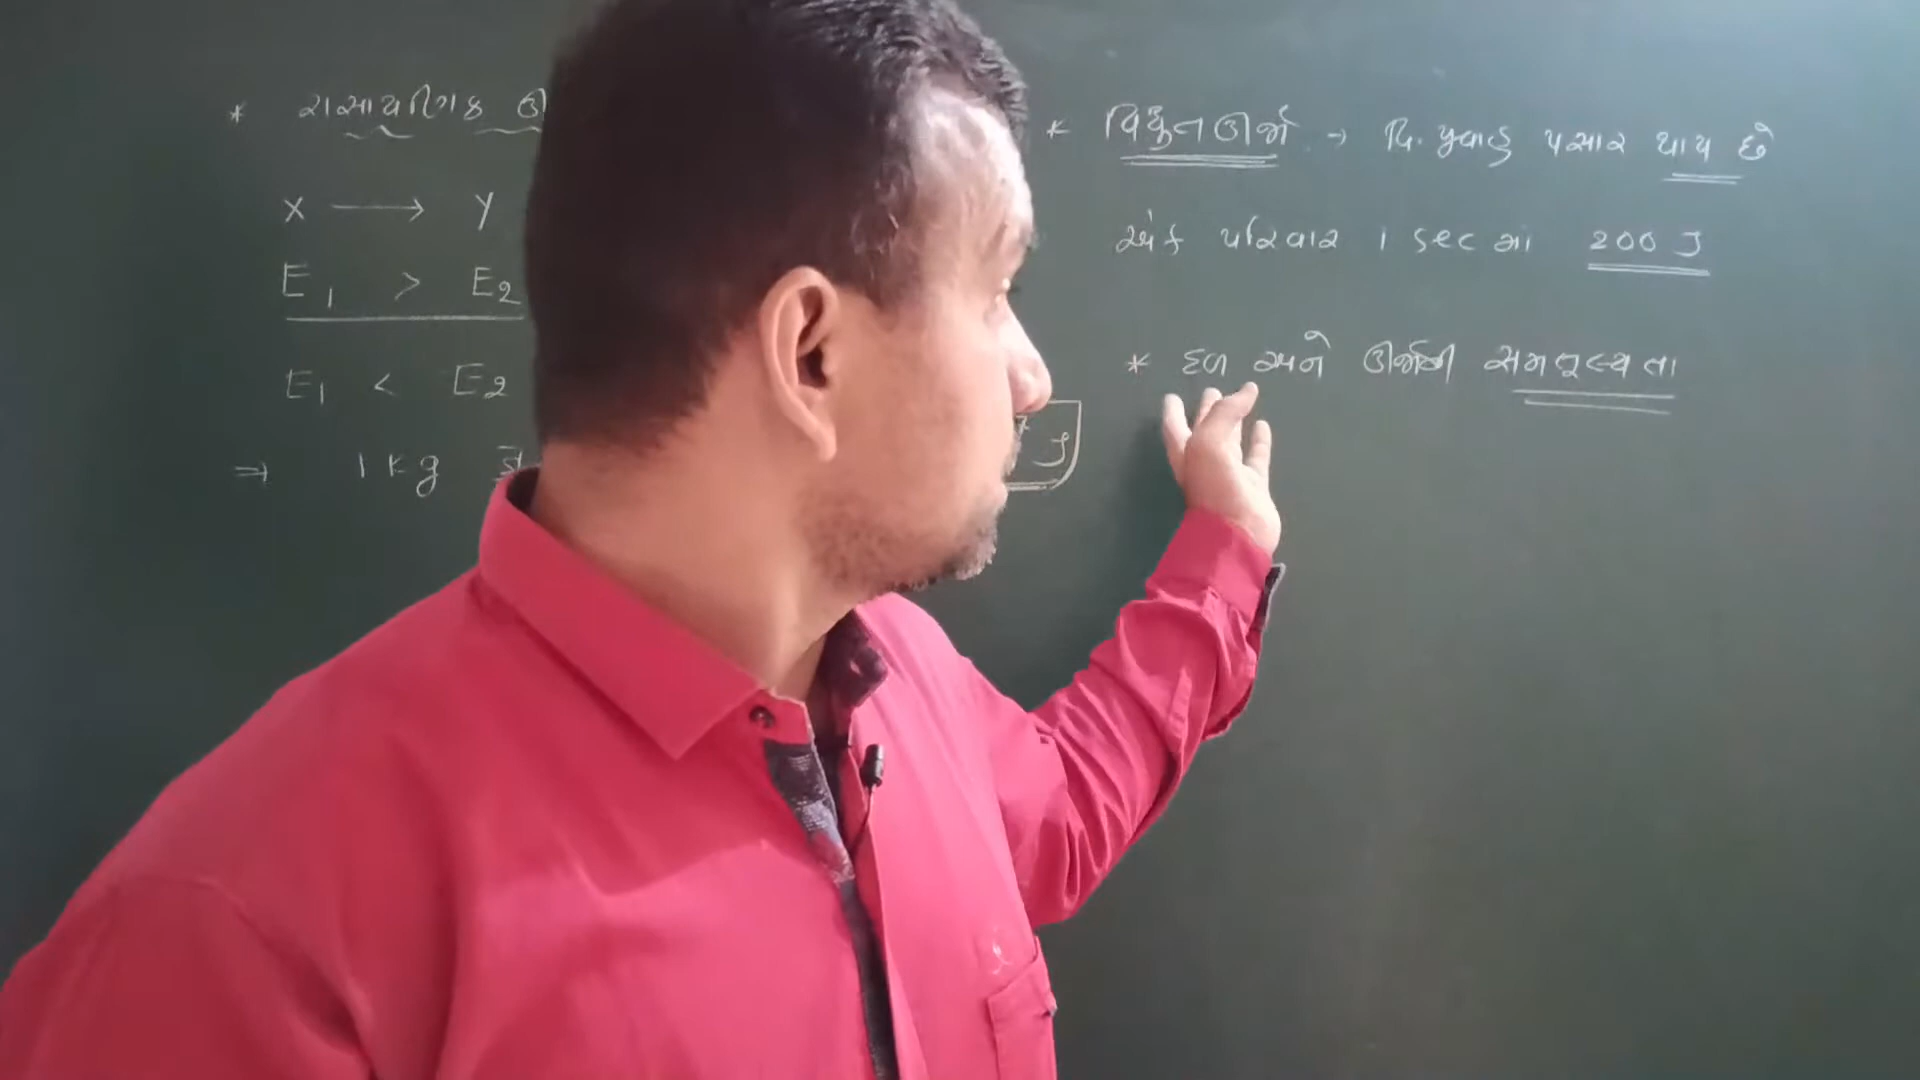 * રાસાયણિક ઊ
X ⟶ Y
E₁ > E₂
E₁ < E₂
⇒ 1 kg
J
* વિદ્યુતઊર્જા → વિ. પ્રવાહ પસાર થાય છે
એક પરિવાર 1 sec માં 200 J
* દળ અને ઊર્જાની સમતુલ્યતા